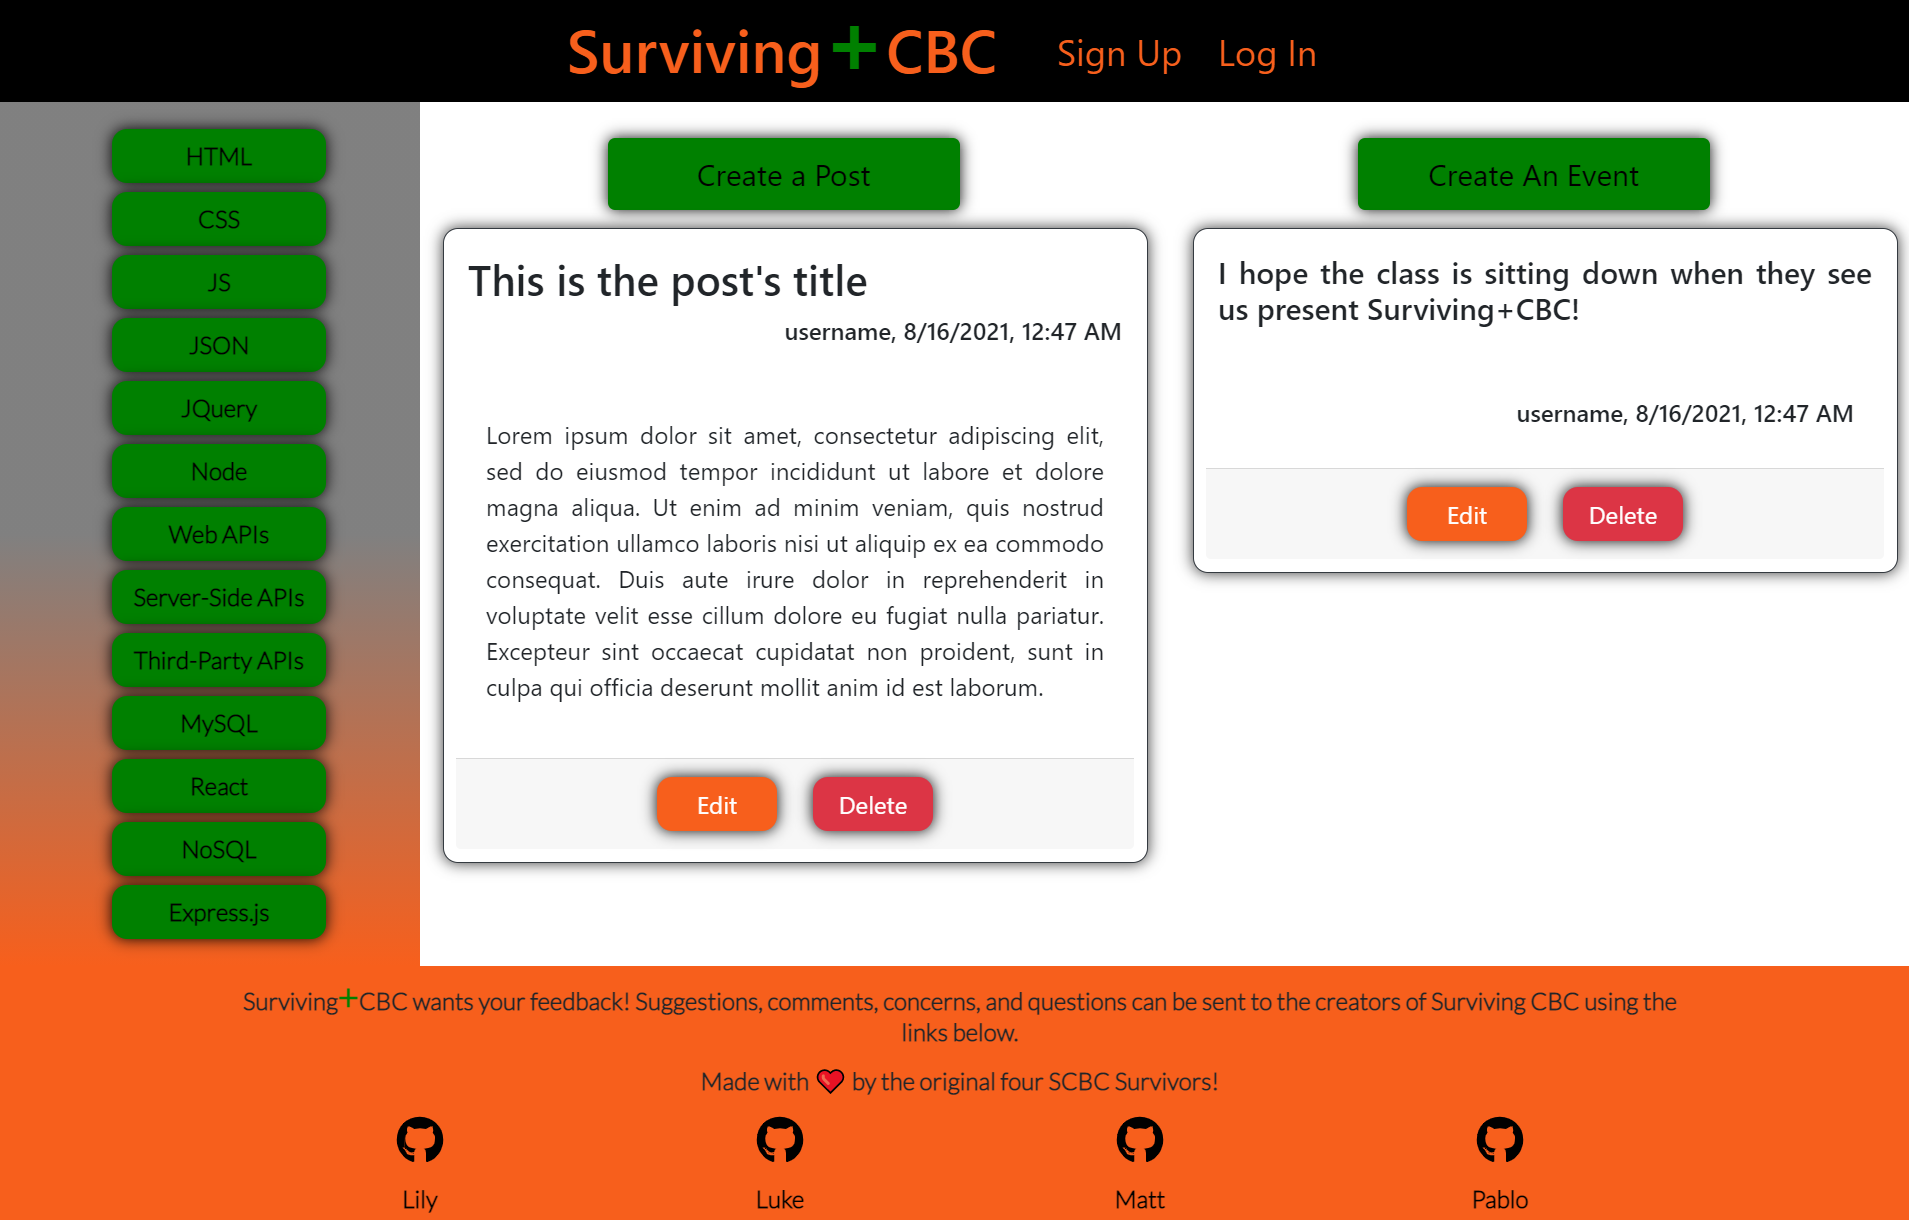 Surviving+CBC
Sign Up
Log In
HTML
CSS
JS
JSON
JQuery
Node
Web APIs
Server-Side APIs
Third-Party APIs
MySQL
React
NoSQL
Express.js
Create a Post
This is the post's title
username, 8/16/2021, 12:47 AM
Lorem ipsum dolor sit amet, consectetur adipiscing elit,
sed do eiusmod tempor incididunt ut labore et dolore
magna aliqua. Ut enim ad minim veniam, quis nostrud
exercitation ullamco laboris nisi ut aliquip ex ea commodo
consequat. Duis aute irure dolor in reprehenderit in
voluptate velit esse cillum dolore eu fugiat nulla pariatur.
Excepteur sint occaecat cupidatat non proident, sunt in
culpa qui officia deserunt mollit anim id est laborum.
Edit
Delete
Create An Event
I hope the class is sitting down when they see
us present Surviving+CBC!
username, 8/16/2021, 12:47 AM
Edit
Delete
Surviving+CBC wants your feedback! Suggestions, comments, concerns, and questions can be sent to the creators of Surviving CBC using the
links below.
Made with ❤️ by the original four SCBC Survivors!
Lily
Luke
Matt
Pablo